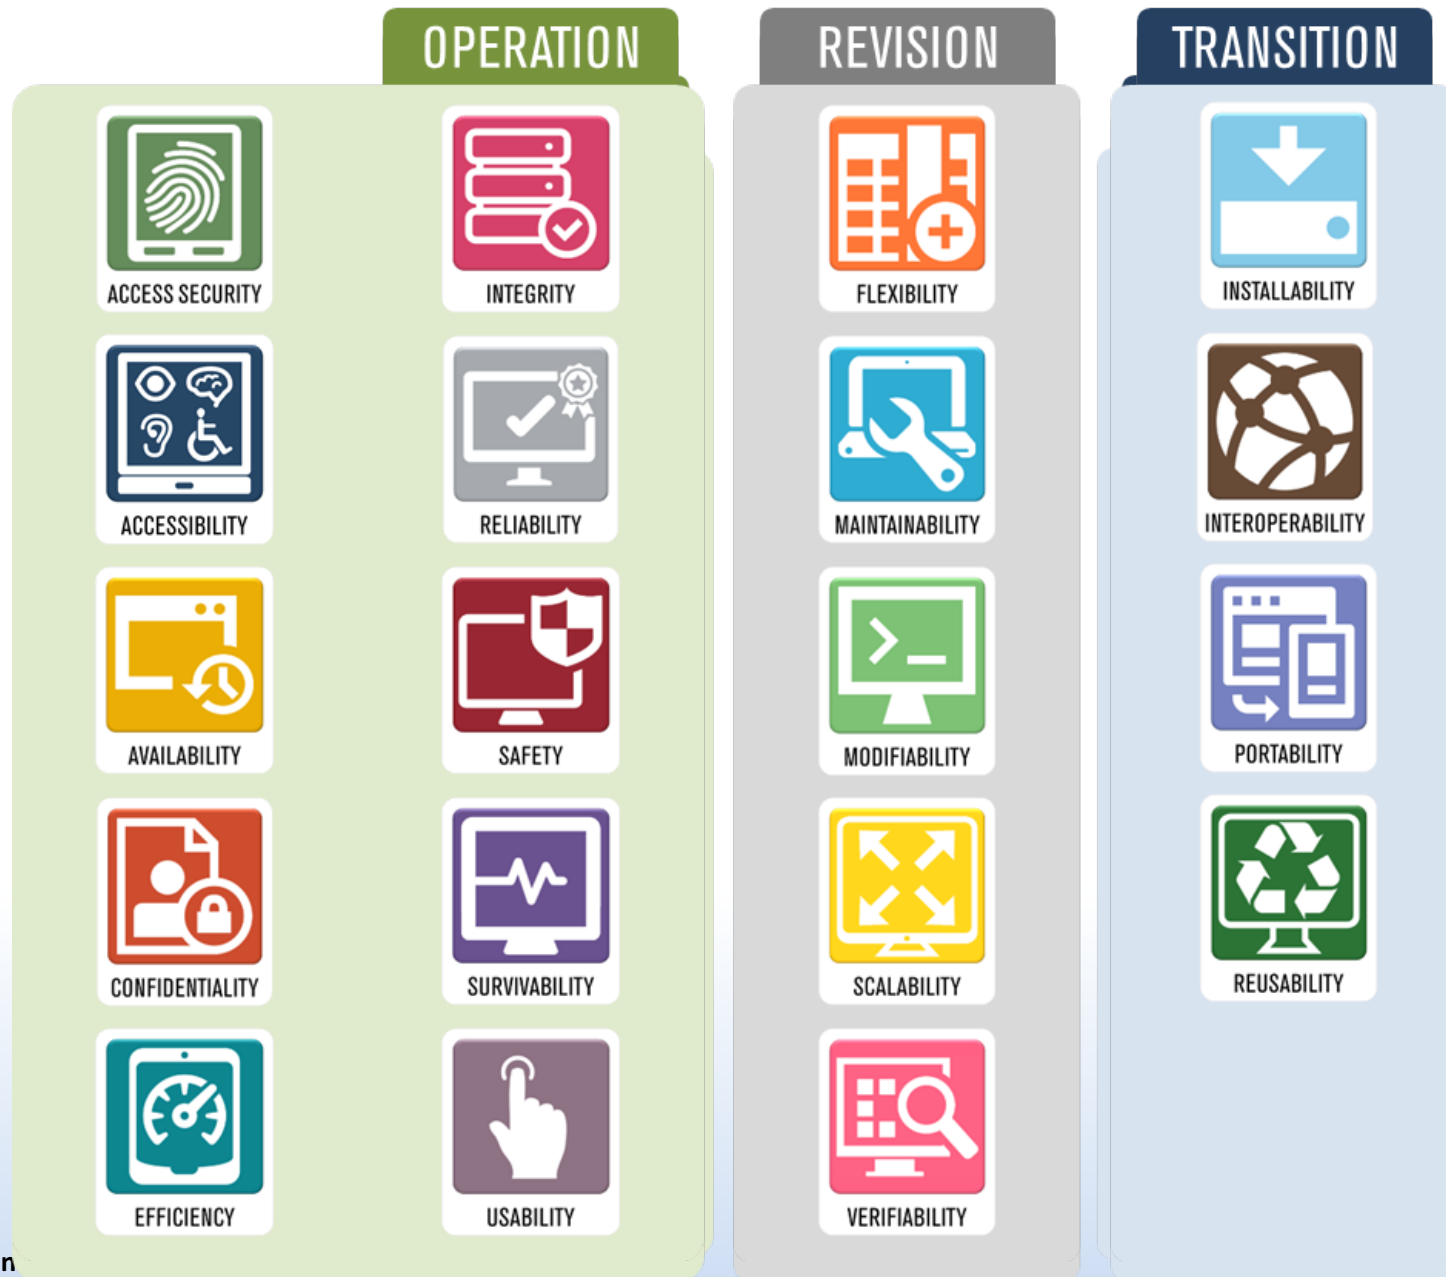 OPERATION
REVISION
TRANSITION
ACCESS SECURITY
INTEGRITY
FLEXIBILITY
INSTALLABILITY
ACCESSIBILITY
RELIABILITY
MAINTAINABILITY
INTEROPERABILITY
AVAILABILITY
SAFETY
MODIFIABILITY
PORTABILITY
CONFIDENTIALITY
SURVIVABILITY
SCALABILITY
REUSABILITY
EFFICIENCY
USABILITY
VERIFIABILITY
n